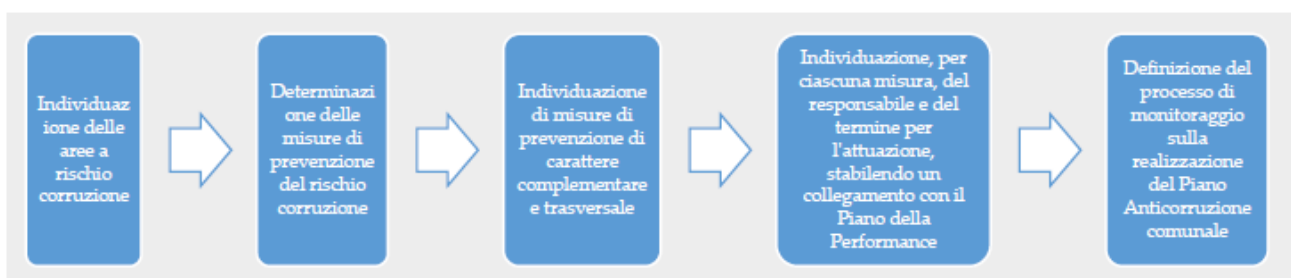 Individuaz
ione delle
aree a
rischio
corruzione
Determinazi
one delle
misure di
prevenzione
del rischio
corruzione
Individuazione
di misure di
prevenzione di
carattere
complementare
e trasversale
Individuazione, per
ciascuna misura, del
responsabile e del
termine per
l'attuazione,
stabilendo un
collegamento con il
Piano della
Performance
Definizione del
processo di
monitoraggio
sulla
realizzazione
del Piano
Anticorruzione
comunale